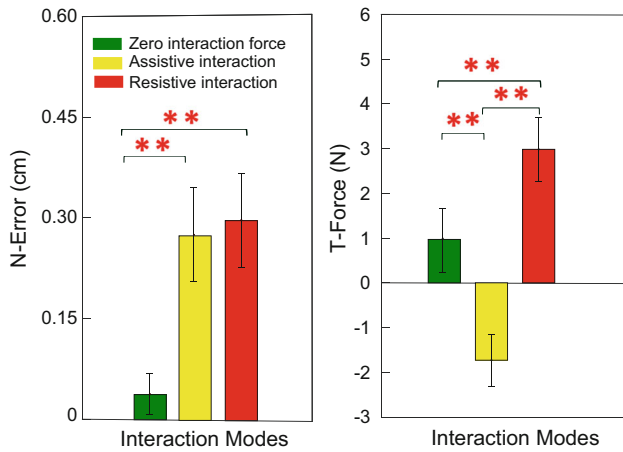 0.60
0.45
0.30
0.15
0
N-Error (cm)
Zero interaction force
Assistive interaction
Resistive interaction
**
**
Interaction Modes
6
5
4
3
2
1
0
-1
-2
-3
T-Force (N)
**
**
**
Interaction Modes